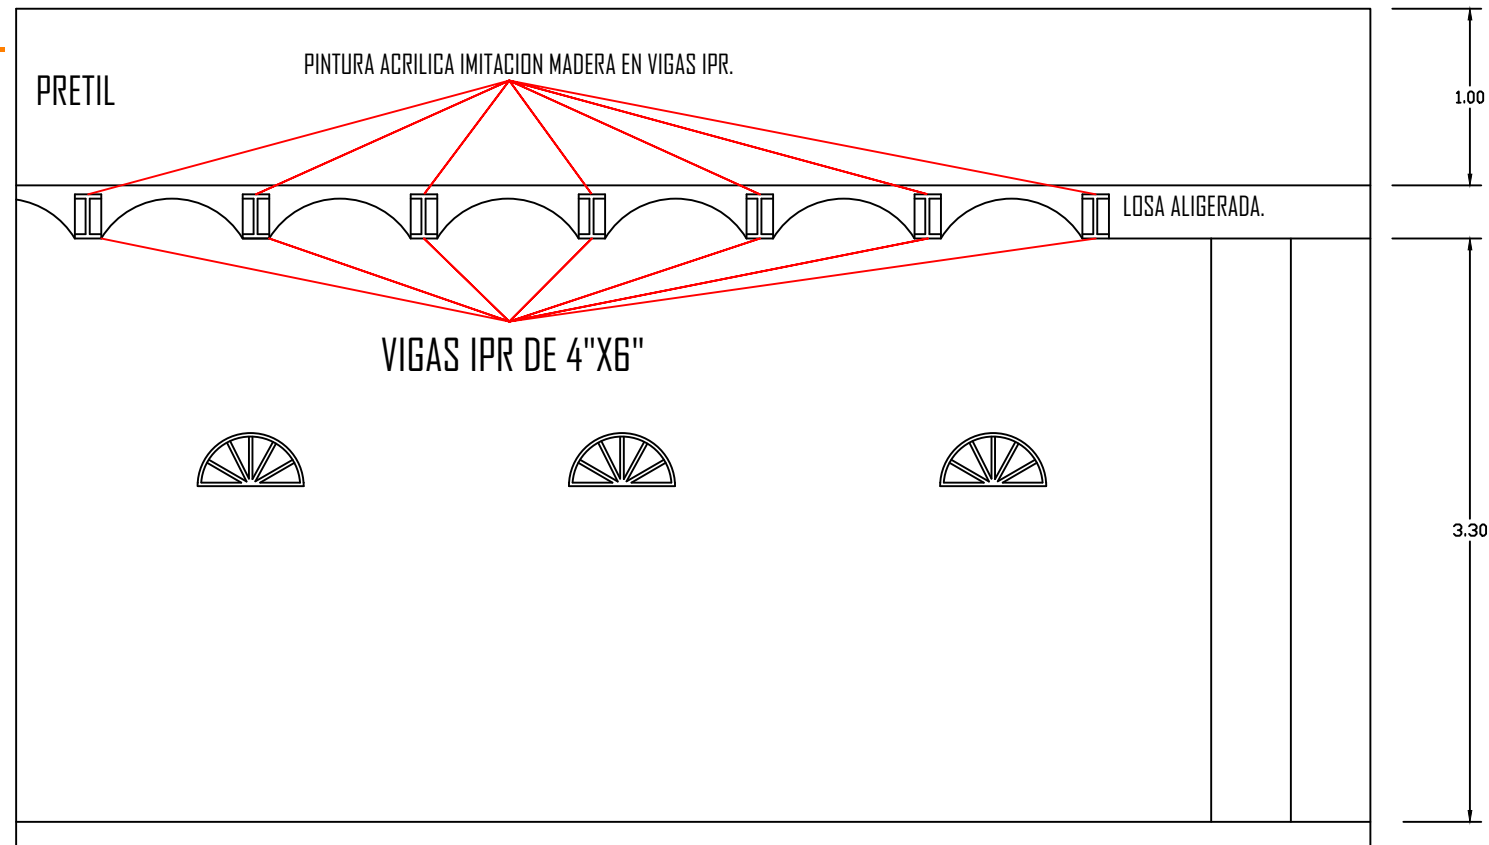 PINTURA ACRILICA IMITACION MADERA EN VIGAS IPR.
PRETIL
1.00
LOSA ALIGERADA.
VIGAS IPR DE 4"X6"
3.30